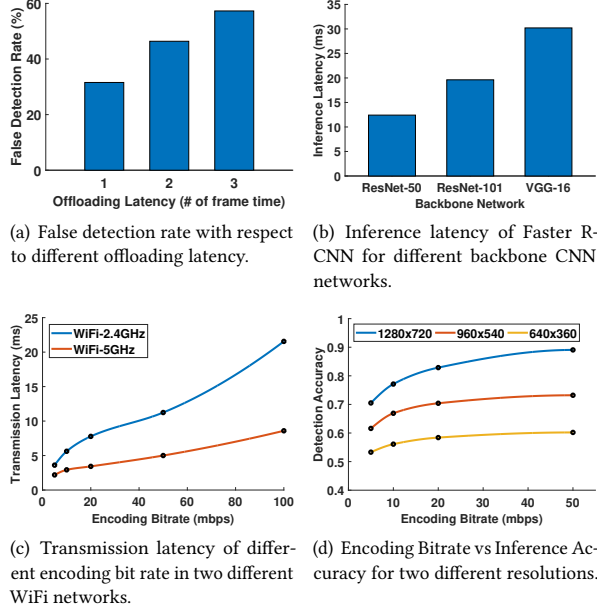 60
40
20
0
False Detection Rate (%)
1 2 3
Offloading Latency (# of frame time)
(a) False detection rate with respect
to different offloading latency.
35
30
25
20
15
10
5
0
Inference Latency (ms)
ResNet-50 ResNet-101 VGG-16
Backbone Network
(b) Inference latency of Faster R-
CNN for different backbone CNN
networks.
25
20
15
10
5
0
Transmission Latency (ms)
WiFi-2.4GHz
WiFi-5GHz
0 20 40 60 80 100
Encoding Bitrate (mbps)
(c) Transmission latency of differ-
ent encoding bit rate in two different
WiFi networks.
1
0.9
0.8
0.7
0.6
0.5
0.4
Detection Accuracy
1280x720 960x540 640x360
0 10 20 30 40 50
Encoding Bitrate (mbps)
(d) Encoding Bitrate vs Inference Ac-
curacy for two different resolutions.